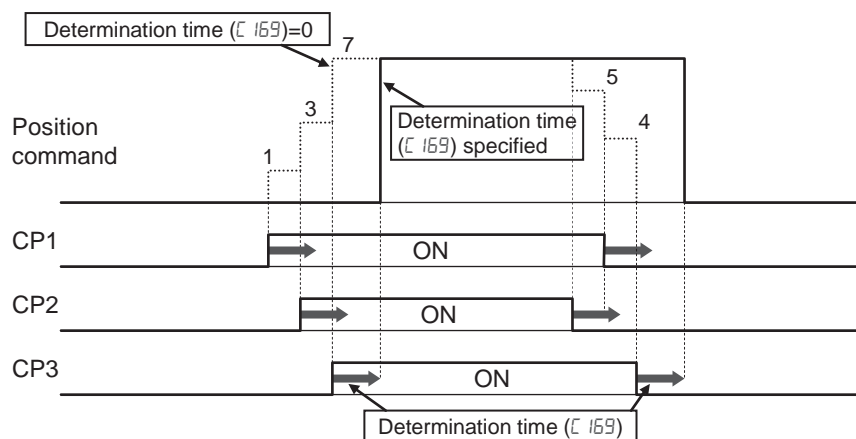 Determination time (C169)=0
7
5
3
Determination time
(C169) specified
4
Position
command
1
CP1
ON
CP2
ON
CP3
ON
Determination time (C169)